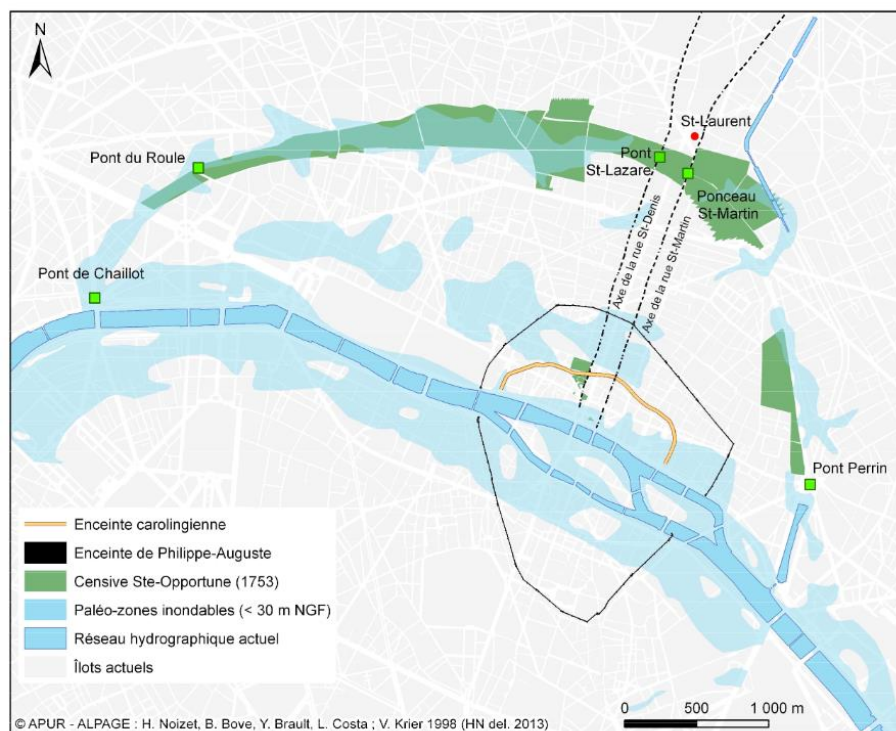 N
St-Laurent
Pont du Roule
Pont
St-Lazare
Ponceau
St-Martin
Axe de la rue St-Denis
Axe de la rue St-Martin
Pont de Chaillot
Pont Perrin
Enceinte carolingienne
Enceinte de Philippe-Auguste
Censive Ste-Opportune (1753)
Paléo-zones inondables (< 30 m NGF)
Réseau hydrographique actuel
Îlots actuels
0 500 1 000 m
© APUR - ALPAGE : H. Noizet, B. Bove, Y. Brault, L. Costa ; V. Krier 1998 (HN del. 2013)